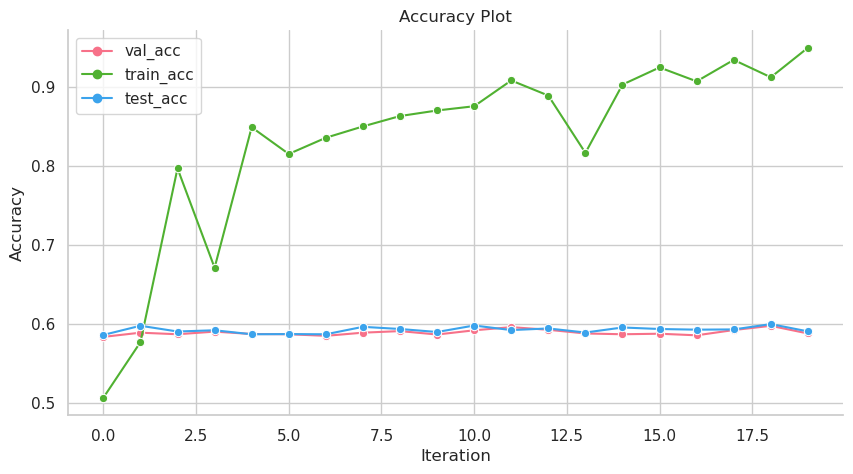 Accuracy Plot
val_acc
train_acc
test_acc
Accuracy
0.9
0.8
0.7
0.6
0.5
0.0 2.5 5.0 7.5 10.0 12.5 15.0 17.5
Iteration